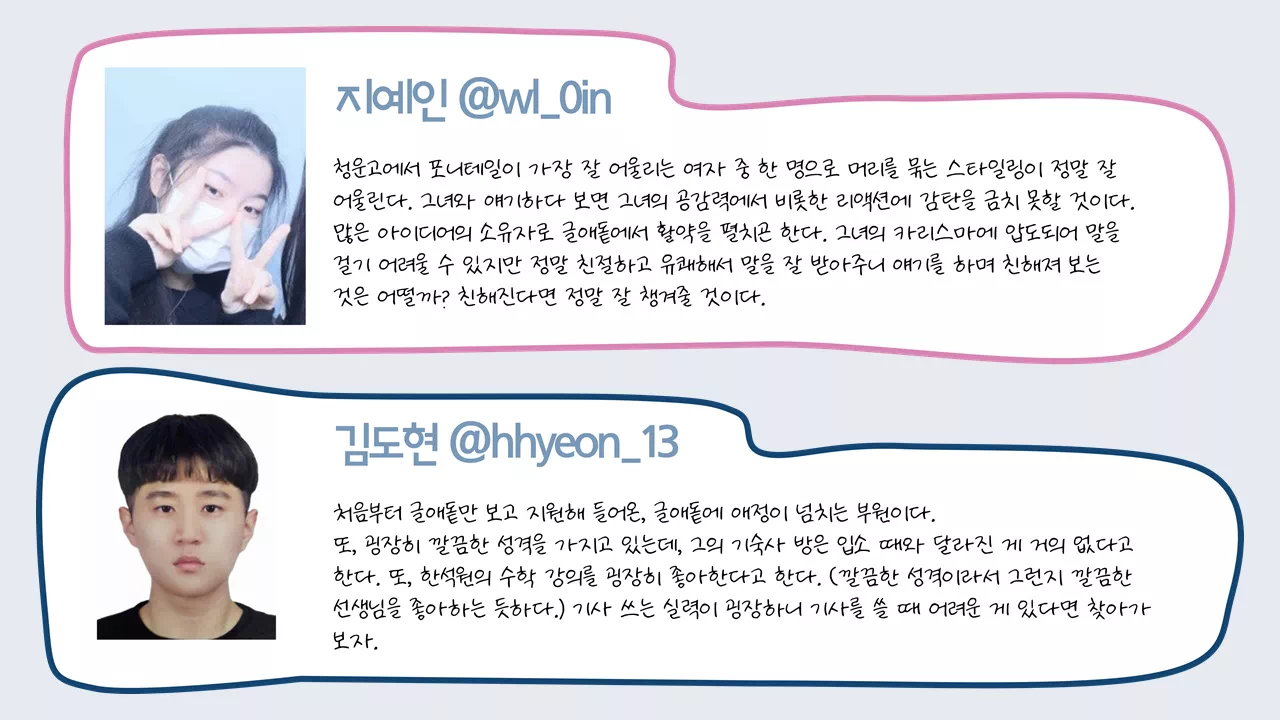 지예인 @wl_0in
청운고에서 포니테일이 가장 잘 어울리는 여자 중 한 명으로 머리를 묶는 스타일링이 정말 잘
어울린다. 그녀와 얘기하다 보면 그녀의 공감력에서 비롯한 리액션에 감탄을 금치 못할 것이다.
많은 아이디어의 소유자로 글애돝에서 활약을 펼치곤 한다. 그녀의 카리스마에 압도되어 말을
걸기 어려울 수 있지만 정말 친절하고 유쾌해서 말을 잘 받아주니 얘기를 하며 친해져 보는
것은 어떨까? 친해진다면 정말 잘 챙겨줄 것이다.
김도현 @hhyeon_13
처음부터 글애돝만 보고 지원해 들어온, 글애돝에 애정이 넘치는 부원이다.
또, 굉장히 깔끔한 성격을 가지고 있는데, 그의 기숙사 방은 입소 때와 달라진 게 거의 없다고
한다. 또, 한석원의 수학 강의를 굉장히 좋아한다고 한다. (깔끔한 성격이라서 그런지 깔끔한
선생님을 좋아하는 듯하다.) 기사 쓰는 실력이 굉장하니 기사를 쓸 때 어려운 게 있다면 찾아가
보자.